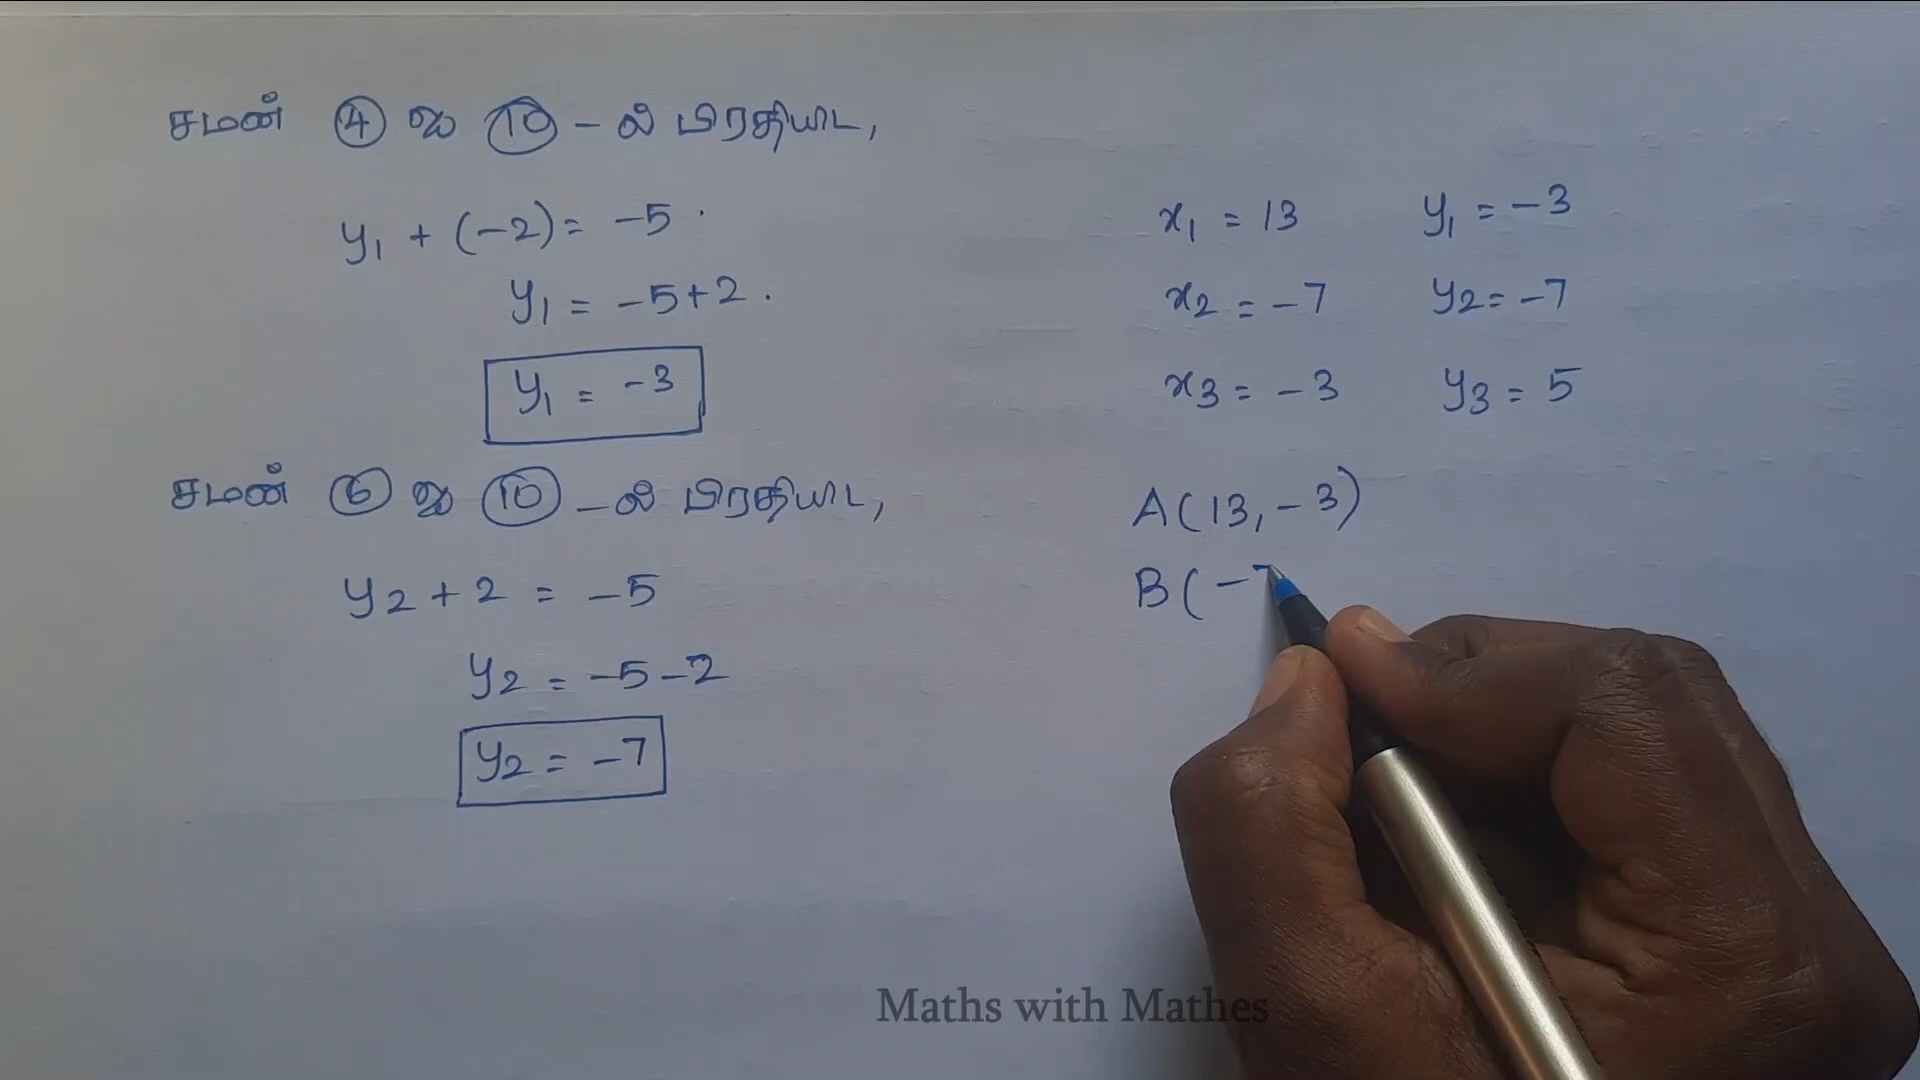 சமன் ④ ஐ ⑩ - ல் பிரதியிட,
y₁ + (-2) = -5.
y₁ = -5+2.
y₁ = -3
சமன் ⑥ ஐ ⑩ - ல் பிரதியிட,
y₂ + 2 = -5
y₂ = -5-2
y₂ = -7
x₁ = 13 y₁ = -3
x₂ = -7 y₂ = -7
x₃ = -3 y₃ = 5
A(13, -3)
B(-7
Maths with Mathes